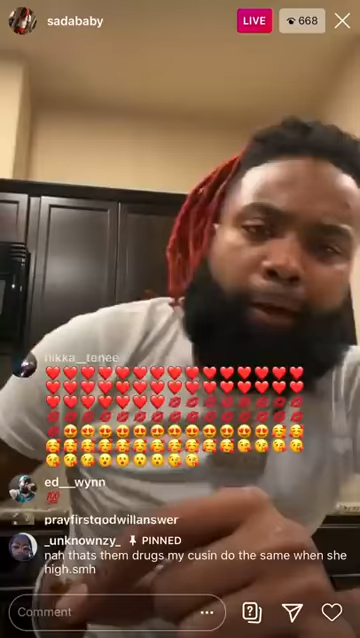 sadababy
LIVE
668
nikka__tenee
ed__wynn
💯
prayfirstgodwillanswer
_unknownzy_ PINNED
nah thats them drugs my cusin do the same when she
high.smh
Comment